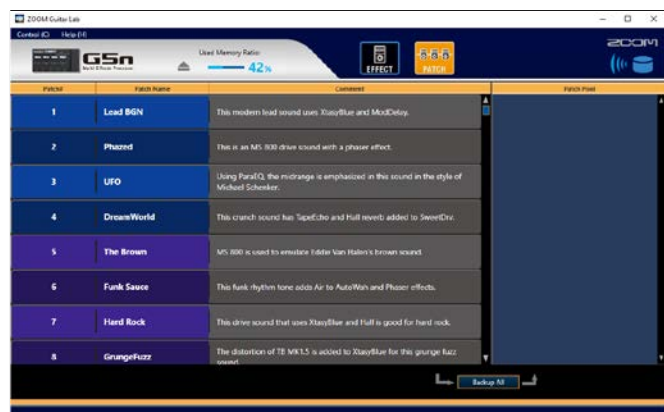 ZOOM Guitar Lab
Control (C) Help (H)
G5n
Multi Effects Processor
Used Memory Ratio:
42%
EFFECT
PATCH
ZOOM
Patch# Patch Name Comment Patch Pool
1 Lead BGN This modern lead sound uses XtasyBlue and ModDelay.
2 Phazed This is an MS 800 drive sound with a phaser effect.
3 UFO Using ParaEQ, the midrange is emphasized in this sound in the style of
Michael Schenker.
4 DreamWorld This crunch sound has TapeEcho and Hall reverb added to SweetDrv.
5 The Brown MS 800 is used to emulate Eddie Van Halen's brown sound.
6 Funk Sauce This funk rhythm tone adds Air to AutoWah and Phaser effects.
7 Hard Rock This drive sound that uses XtasyBlue and Hall is good for hard rock.
8 GrungeFuzz The distortion of TB MK1.5 is added to XtasyBlue for this grunge fuzz
sound.
Backup All